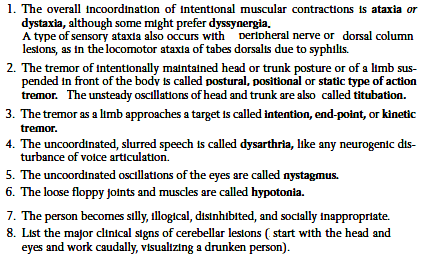 1. The overall incoordination of intentional muscular contractions is ataxia or
dystaxia, although some might prefer dyssynergia.
A type of sensory ataxia also occurs with peripheral nerve or dorsal column
lesions, as in the locomotor ataxia of tabes dorsalis due to syphilis.
2. The tremor of intentionally maintained head or trunk posture or of a limb sus-
pended in front of the body is called postural, positional or static type of action
tremor. The unsteady oscillations of head and trunk are also called titubation.
3. The tremor as a limb approaches a target is called intention, end-point, or kinetic
tremor.
4. The uncoordinated, slurred speech is called dysarthria, like any neurogenic dis-
turbance of voice articulation.
5. The uncoordinated oscillations of the eyes are called nystagmus.
6. The loose floppy joints and muscles are called hypotonia.
7. The person becomes silly, illogical, disinhibited, and socially inappropriate.
8. List the major clinical signs of cerebellar lesions ( start with the head and
eyes and work caudally, visualizing a drunken person).